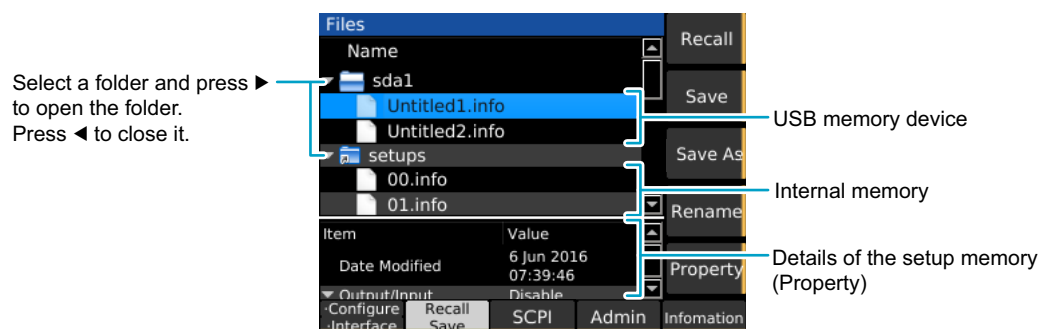 Select a folder and press ▶
to open the folder.
Press ◀ to close it.
Files
Name
sda1
Untitled1.info
Untitled2.info
setups
00.info
01.info
Item Value
Date Modified 6 Jun 2016
07:39:46
Output/Input Disable
·Configure
·Interface
Recall
Save
SCPI
Admin
Infomation
Recall
Save
Save As
Rename
Property
USB memory device
Internal memory
Details of the setup memory
(Property)